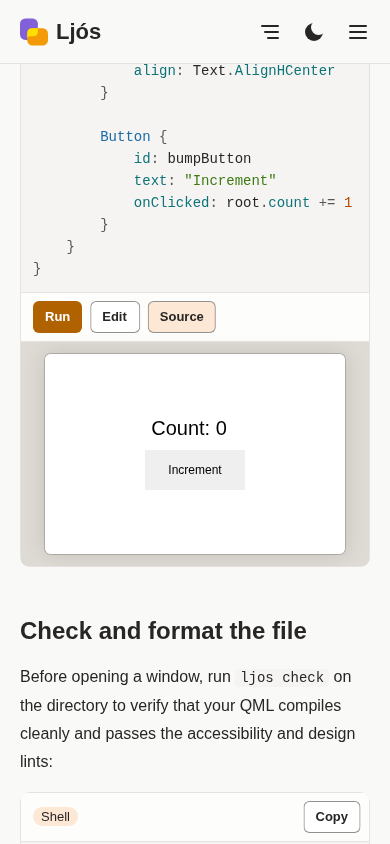 Ljós
align: Text.AlignHCenter
}
Button {
id: bumpButton
text: "Increment"
onClicked: root.count += 1
}
}
}
Run Edit Source
Count: 0
Increment
Check and format the file
Before opening a window, run ljos check on
the directory to verify that your QML compiles
cleanly and passes the accessibility and design
lints:
Shell Copy